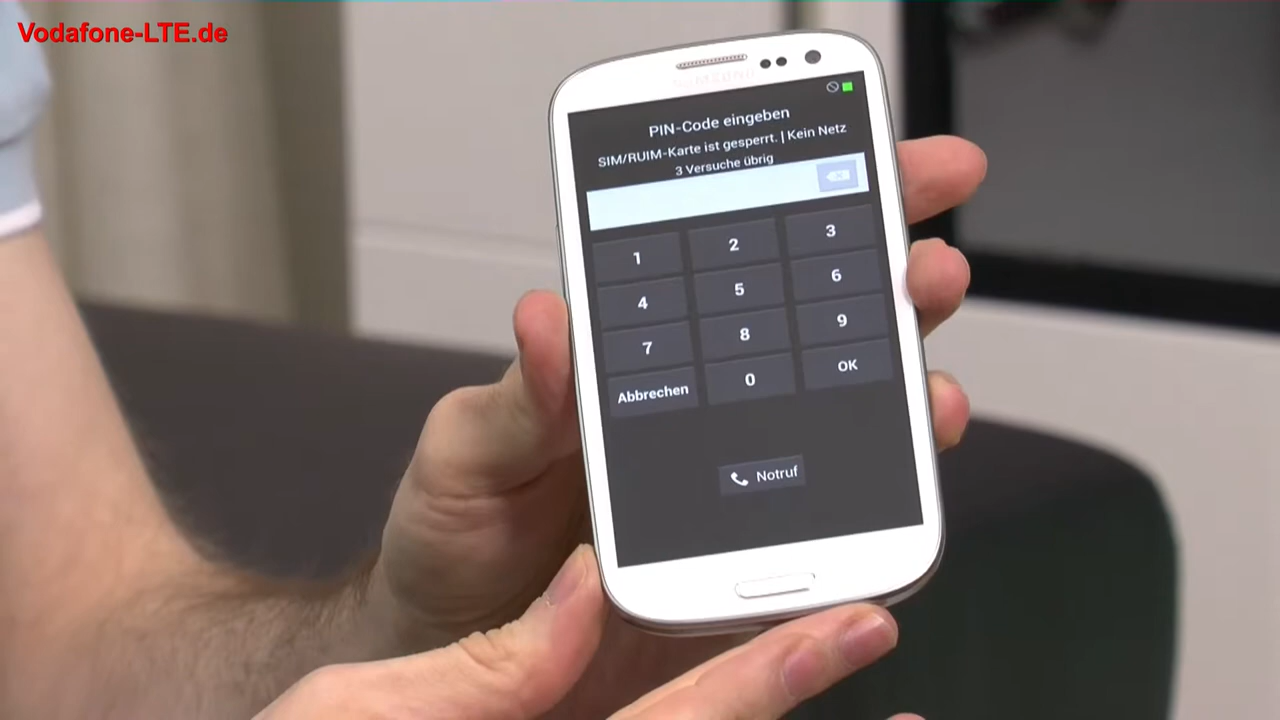 Vodafone-LTE.de
SAMSUNG
PIN-Code eingeben
SIM/RUIM-Karte ist gesperrt. | Kein Netz
3 Versuche übrig
1 2 3
4 5 6
7 8 9
Abbrechen 0 OK
Notruf